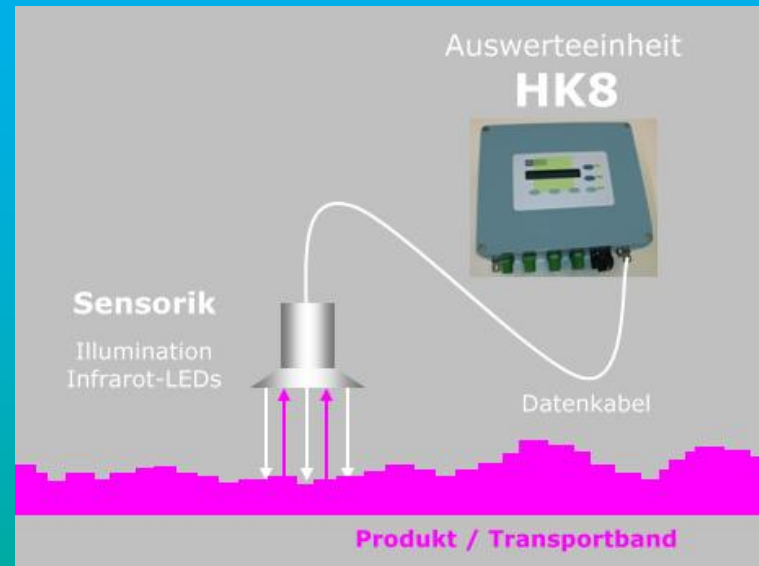 Auswerteeinheit
HK8
Sensorik
Illumination
Infrarot-LEDs
Datenkabel
Produkt / Transportband